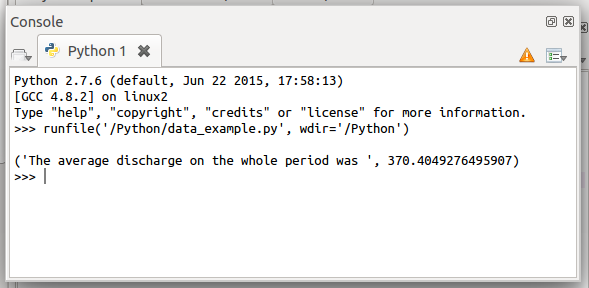 Console
Python 1
Python 2.7.6 (default, Jun 22 2015, 17:58:13)
[GCC 4.8.2] on linux2
Type "help", "copyright", "credits" or "license" for more information.
>>> runfile('/Python/data_example.py', wdir='/Python')
('The average discharge on the whole period was ', 370.4049276495907)
>>>